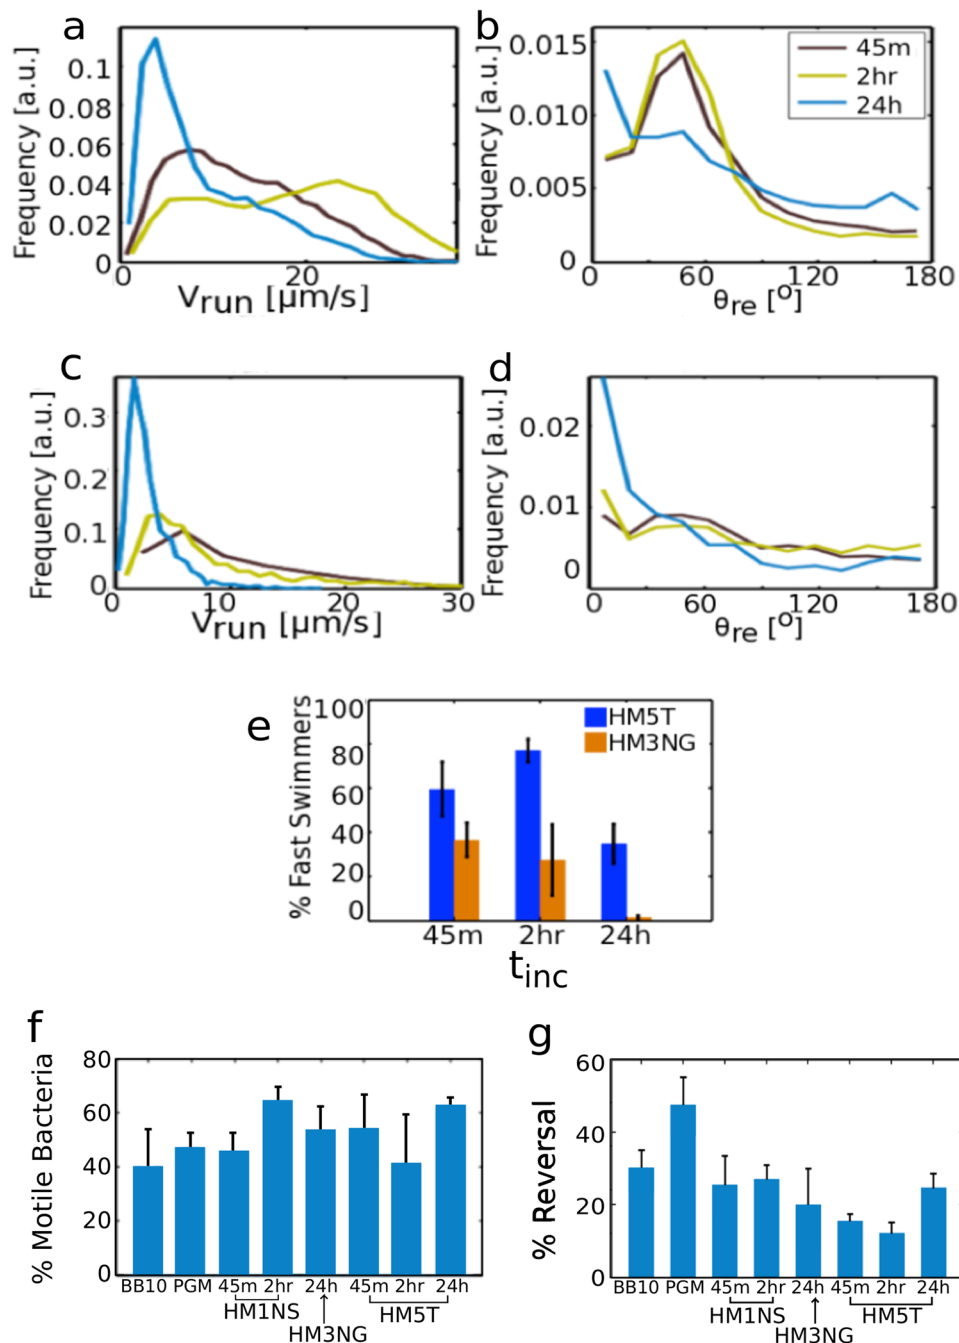 a
Frequency [a.u.]
0.1
0.08
0.06
0.04
0.02
0
0
20
Vrun [μm/s]
b
Frequency [a.u.]
0.015
0.010
0.005
0
0
60
120
180
θre [o]
45m
2hr
24h
c
Frequency [a.u.]
0.3
0.2
0.1
0
0
10
20
30
Vrun [μm/s]
d
Frequency [a.u.]
0.02
0.01
0
0
60
120
180
θre [o]
e
% Fast Swimmers
100
80
60
40
20
0
HM5T
HM3NG
45m 2hr 24h
tinc
f
% Motile Bacteria
80
60
40
20
0
BB10 PGM 45m 2hr 24h 45m 2hr 24h
HM1NS ↑ HM5T
HM3NG
g
% Reversal
60
40
20
0
BB10 PGM 45m 2hr 24h 45m 2hr 24h
HM1NS ↑ HM5T
HM3NG